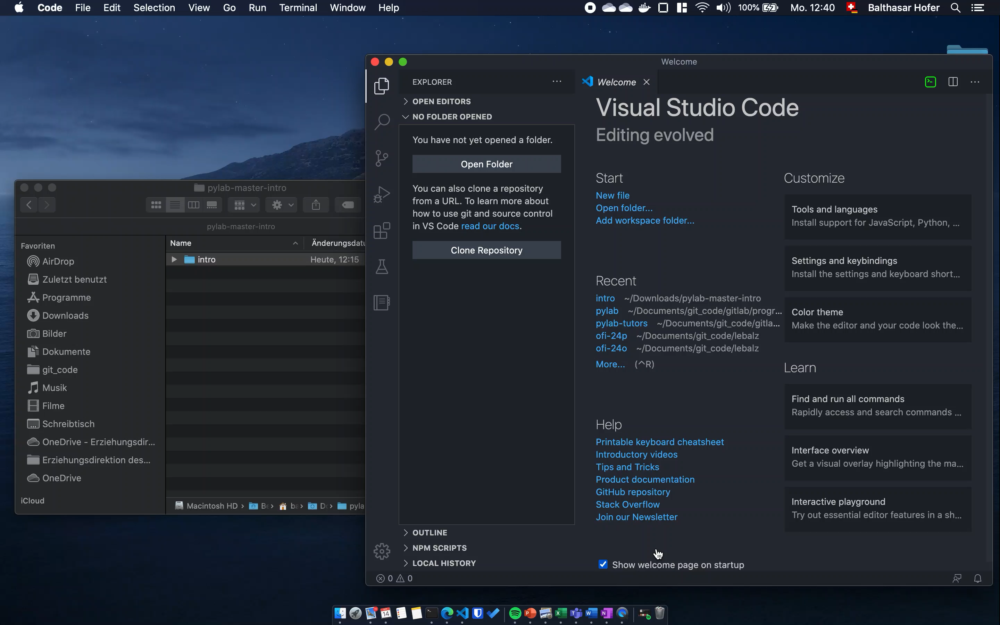 Code File Edit Selection View Go Run Terminal Window Help
100% Mo. 12:40 Balthasar Hofer
Welcome
EXPLORER
Welcome
OPEN EDITORS
NO FOLDER OPENED
You have not yet opened a folder.
Open Folder
You can also clone a repository
from a URL. To learn more about
how to use git and source control
in VS Code read our docs.
Clone Repository
OUTLINE
NPM SCRIPTS
LOCAL HISTORY
0 0
Visual Studio Code
Editing evolved
Start
New file
Open folder...
Add workspace folder...
Recent
intro ~/Downloads/pylab-master-intro
pylab ~/Documents/git_code/gitlab/progr...
pylab-tutors ~/Documents/git_code/gitla...
ofi-24p ~/Documents/git_code/lebalz
ofi-24o ~/Documents/git_code/lebalz
More... (^R)
Help
Printable keyboard cheatsheet
Introductory videos
Tips and Tricks
Product documentation
GitHub repository
Stack Overflow
Join our Newsletter
Show welcome page on startup
Customize
Tools and languages
Install support for JavaScript, Python, ...
Settings and keybindings
Install the settings and keyboard short...
Color theme
Make the editor and your code look the...
Learn
Find and run all commands
Rapidly access and search commands ...
Interface overview
Get a visual overlay highlighting the ma...
Interactive playground
Try out essential editor features in a sh...
pylab-master-intro
pylab-master-intro
Favoriten
AirDrop
Zuletzt benutzt
Programme
Downloads
Bilder
Dokumente
git_code
Musik
Filme
Schreibtisch
OneDrive - Erziehungsdir...
Erziehungsdirektion des...
OneDrive
iCloud
Name Änderungsdatu
intro Heute, 12:15
Macintosh HD › Be › ba › Do › pyla
14